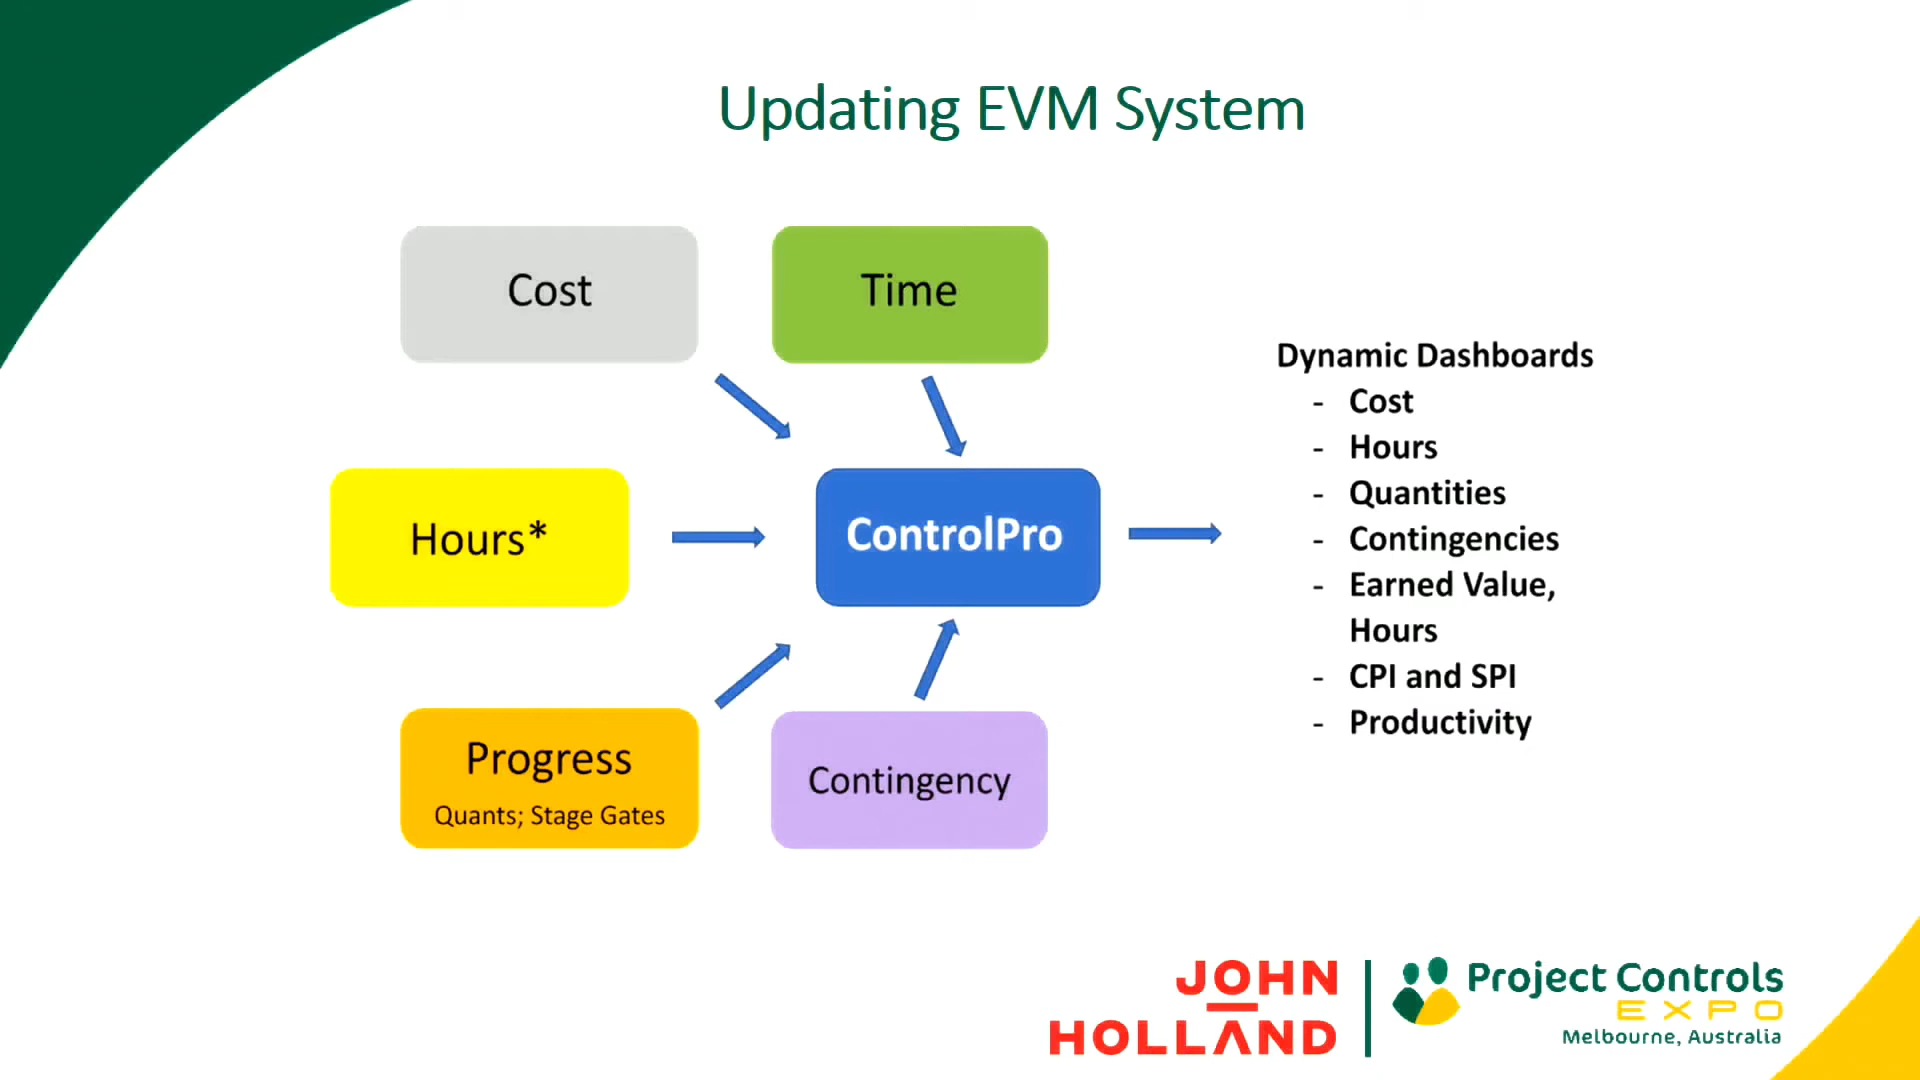 Updating EVM System
Cost
Time
Hours*
ControlPro
Progress
Quants; Stage Gates
Contingency
Dynamic Dashboards
- Cost
- Hours
- Quantities
- Contingencies
- Earned Value,
Hours
- CPI and SPI
- Productivity
JOHN
HOLLAND
Project Controls
EXPO
Melbourne, Australia